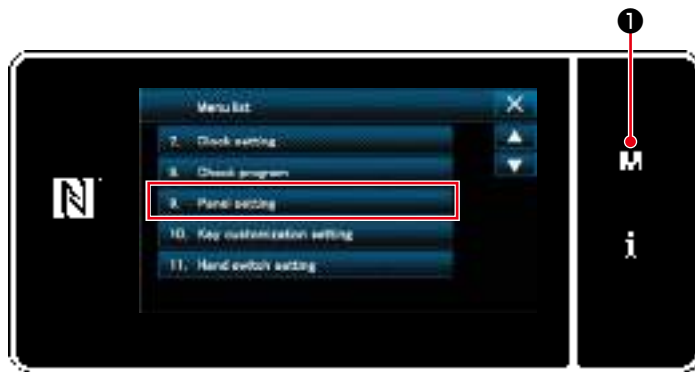 ❶
Menu list
7. Clock setting
8. Check program
9. Panel setting
10. Key customization setting
11. Hand switch setting
N
M
i